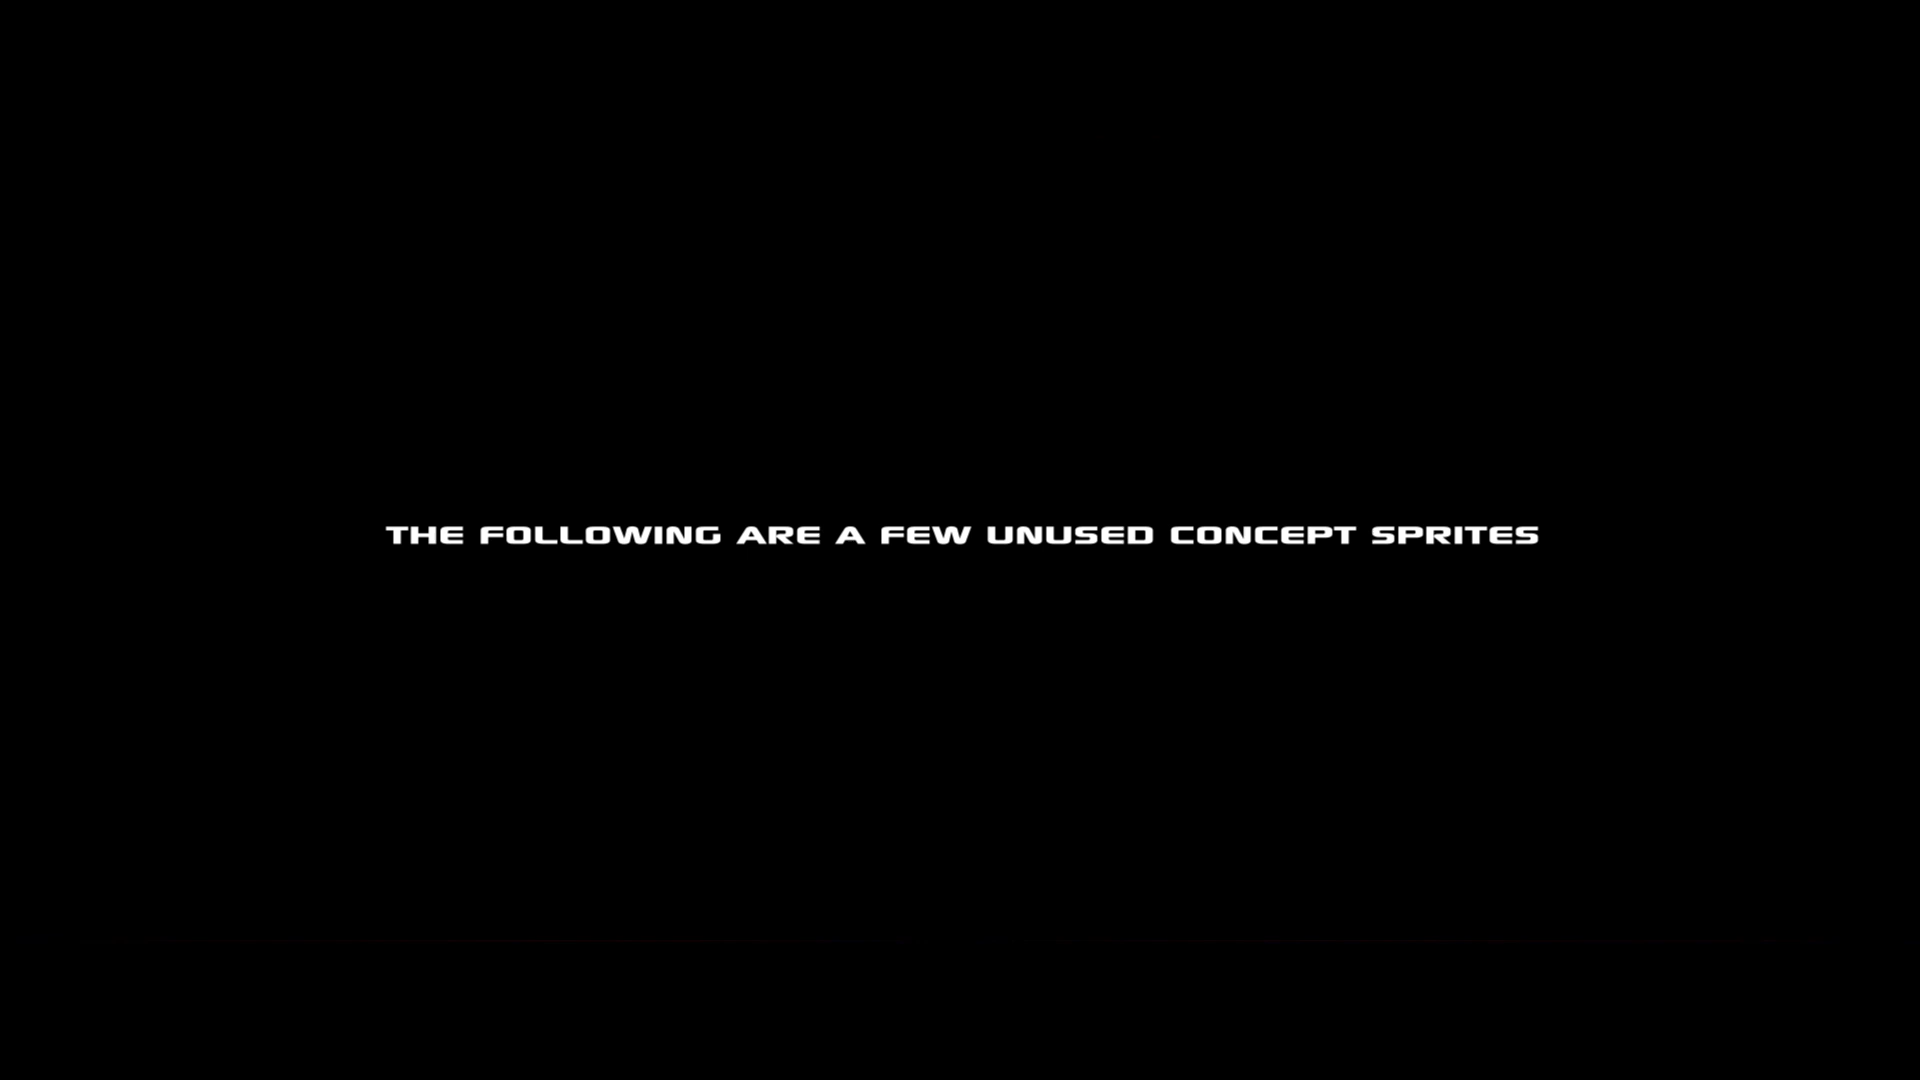 THE FOLLOWING ARE A FEW UNUSED CONCEPT SPRITES